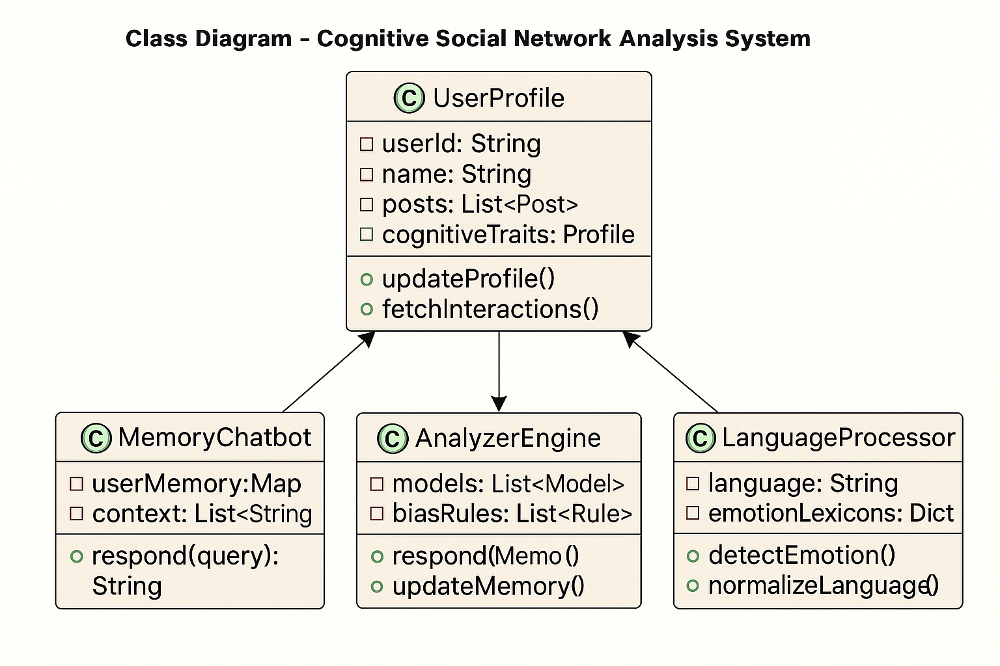 Class Diagram – Cognitive Social Network Analysis System
C UserProfile
userId: String
name: String
posts: List<Post>
cognitiveTraits: Profile
updateProfile()
fetchInteractions()
C MemoryChatbot
userMemory:Map
context: List<String
respond(query):
String
C AnalyzerEngine
models: List<Model>
biasRules: List<Rule>
respond(Memo()
updateMemory()
C LanguageProcessor
language: String
emotionLexicons: Dict
detectEmotion()
normalizeLanguage()